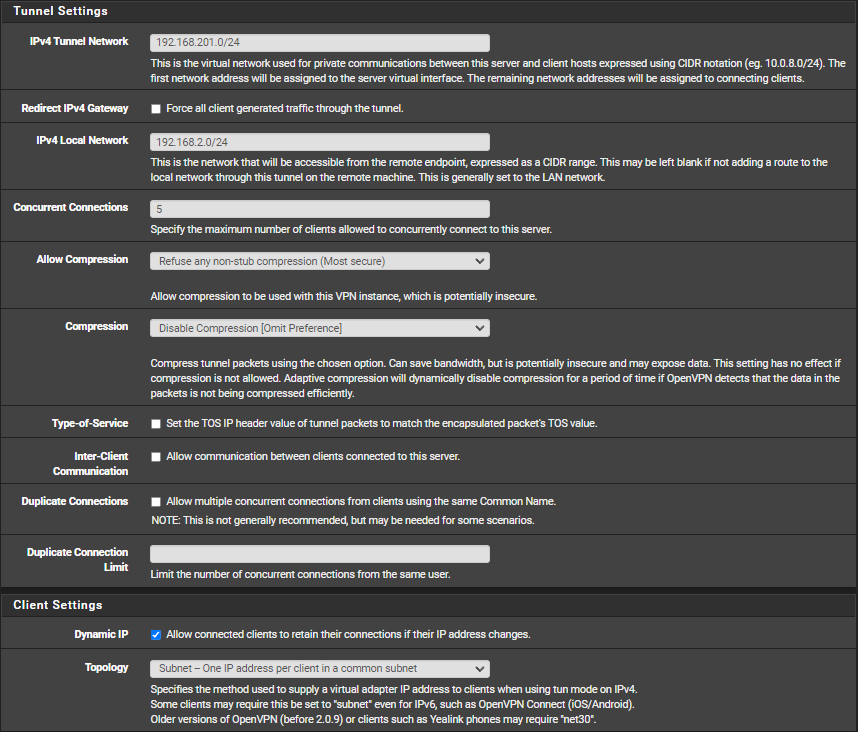 Tunnel Settings
IPv4 Tunnel Network
192.168.201.0/24
This is the virtual network used for private communications between this server and client hosts expressed using CIDR notation (eg. 10.0.8.0/24). The
first network address will be assigned to the server virtual interface. The remaining network addresses will be assigned to connecting clients.
Redirect IPv4 Gateway
Force all client generated traffic through the tunnel.
IPv4 Local Network
192.168.2.0/24
This is the network that will be accessible from the remote endpoint, expressed as a CIDR range. This may be left blank if not adding a route to the
local network through this tunnel on the remote machine. This is generally set to the LAN network.
Concurrent Connections
5
Specify the maximum number of clients allowed to concurrently connect to this server.
Allow Compression
Refuse any non-stub compression (Most secure)
Allow compression to be used with this VPN instance, which is potentially insecure.
Compression
Disable Compression [Omit Preference]
Compress tunnel packets using the chosen option. Can save bandwidth, but is potentially insecure and may expose data. This setting has no effect if
compression is not allowed. Adaptive compression will dynamically disable compression for a period of time if OpenVPN detects that the data in the
packets is not being compressed efficiently.
Type-of-Service
Set the TOS IP header value of tunnel packets to match the encapsulated packet's TOS value.
Inter-Client
Communication
Allow communication between clients connected to this server.
Duplicate Connections
Allow multiple concurrent connections from clients using the same Common Name.
NOTE: This is not generally recommended, but may be needed for some scenarios.
Duplicate Connection
Limit
Limit the number of concurrent connections from the same user.
Client Settings
Dynamic IP
Allow connected clients to retain their connections if their IP address changes.
Topology
Subnet – One IP address per client in a common subnet
Specifies the method used to supply a virtual adapter IP address to clients when using tun mode on IPv4.
Some clients may require this be set to "subnet" even for IPv6, such as OpenVPN Connect (iOS/Android).
Older versions of OpenVPN (before 2.0.9) or clients such as Yealink phones may require "net30".